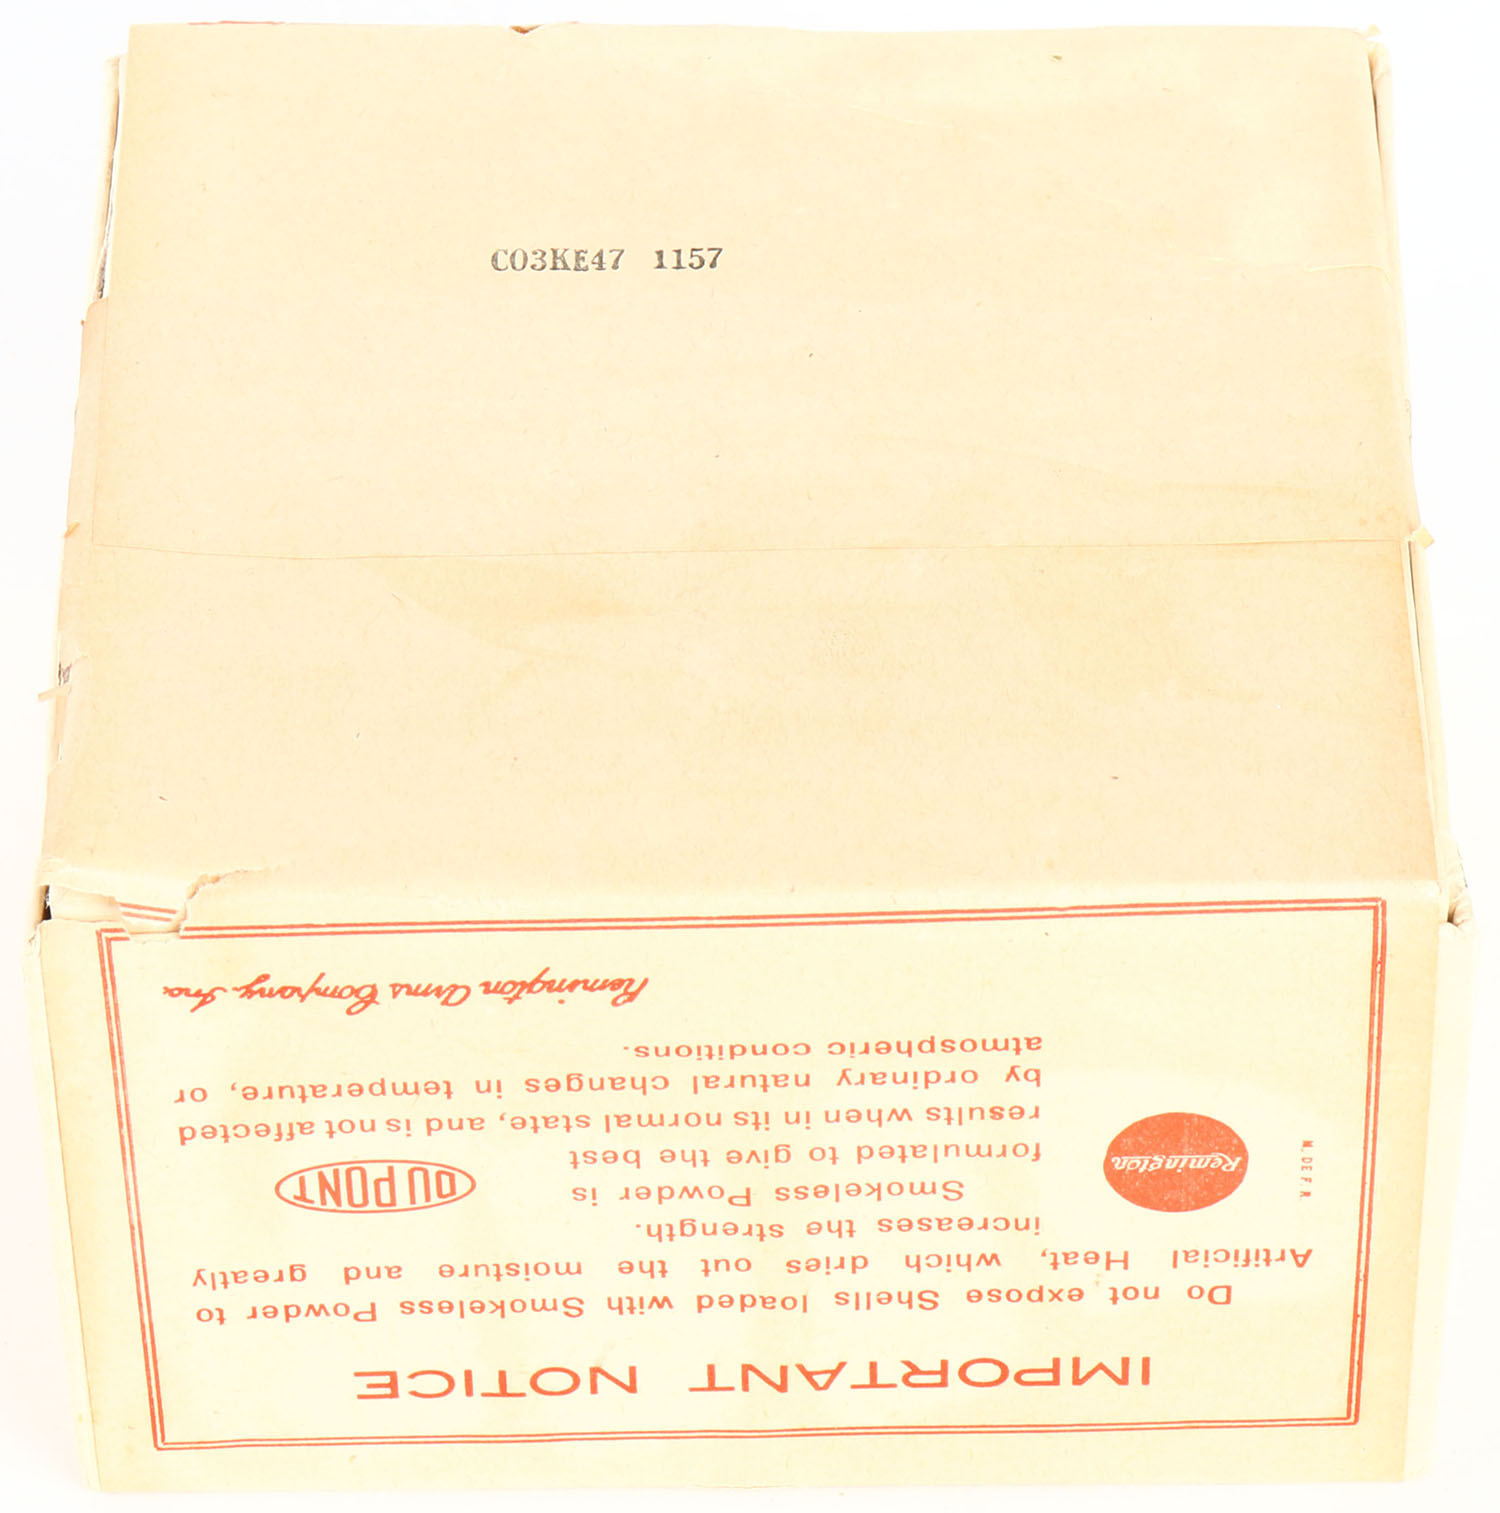 C03KE47 1157
IMPORTANT NOTICE
Do not expose Shells loaded with Smokeless Powder to
Artificial Heat, which dries out the moisture and greatly
increases the strength.
Smokeless Powder is
formulated to give the best
results when in its normal state, and is not affected
by ordinary natural changes in temperature, or
atmospheric conditions.
Remington Arms Company, Inc.
Remington
DU PONT
M. DE F. R.